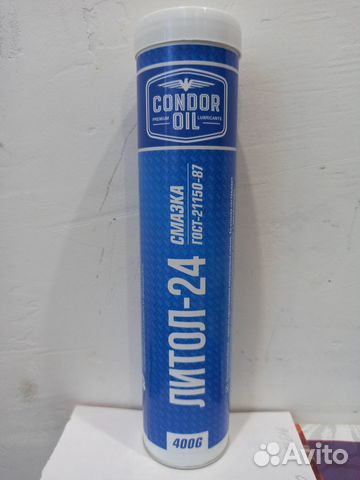 CONDOR
PREMIUM LUBRICANTS
OIL
ЛИТОЛ-24
СМАЗКА
ГОСТ-21150-87
400G
Avito